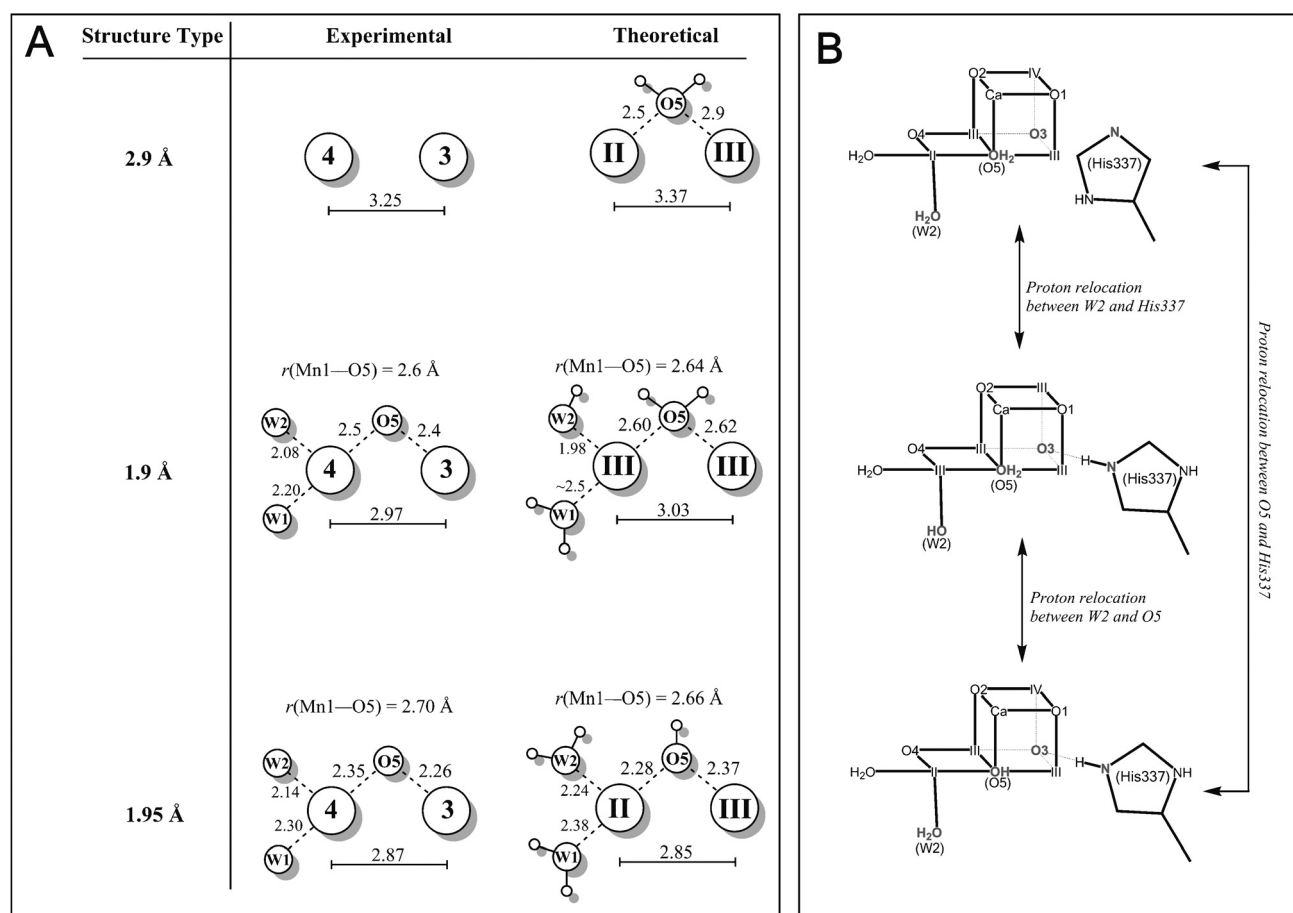 A
Structure Type Experimental Theoretical
2.9 Å
4 3
3.25
O5
2.5 2.9
II III
3.37
1.9 Å
r(Mn1—O5) = 2.6 Å
W2 O5
2.08 2.5 2.4
4 3
2.20
W1
2.97
r(Mn1—O5) = 2.64 Å
W2 O5
1.98 2.60 2.62
III III
~2.5
W1
3.03
1.95 Å
r(Mn1—O5) = 2.70 Å
W2 O5
2.14 2.35 2.26
4 3
2.30
W1
2.87
r(Mn1—O5) = 2.66 Å
W2 O5
2.24 2.28 2.37
II III
2.38
W1
2.85
B
O2 IV
Ca O1
O4 III O3 N
H₂O II OH₂ III (His337)
(O5)
HN
H₂O
(W2)
Proton relocation
between W2 and His337
O2 III
Ca O1
O4 III O3 H N NH
H₂O III OH₂ III (His337)
(O5)
HO
(W2)
Proton relocation
between W2 and O5
O2 IV
Ca O1
O4 III O3 H N NH
H₂O II OH III (His337)
(O5)
H₂O
(W2)
Proton relocation between O5 and His337